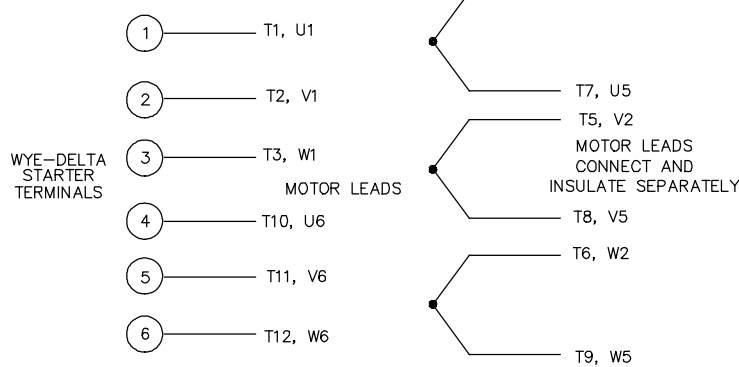 1
T1, U1
T7, U5
2
T2, V1
T5, V2
WYE-DELTA
STARTER
TERMINALS
3
T3, W1
MOTOR LEADS
MOTOR LEADS
CONNECT AND
INSULATE SEPARATELY
4
T10, U6
T8, V5
T6, W2
5
T11, V6
6
T12, W6
T9, W5